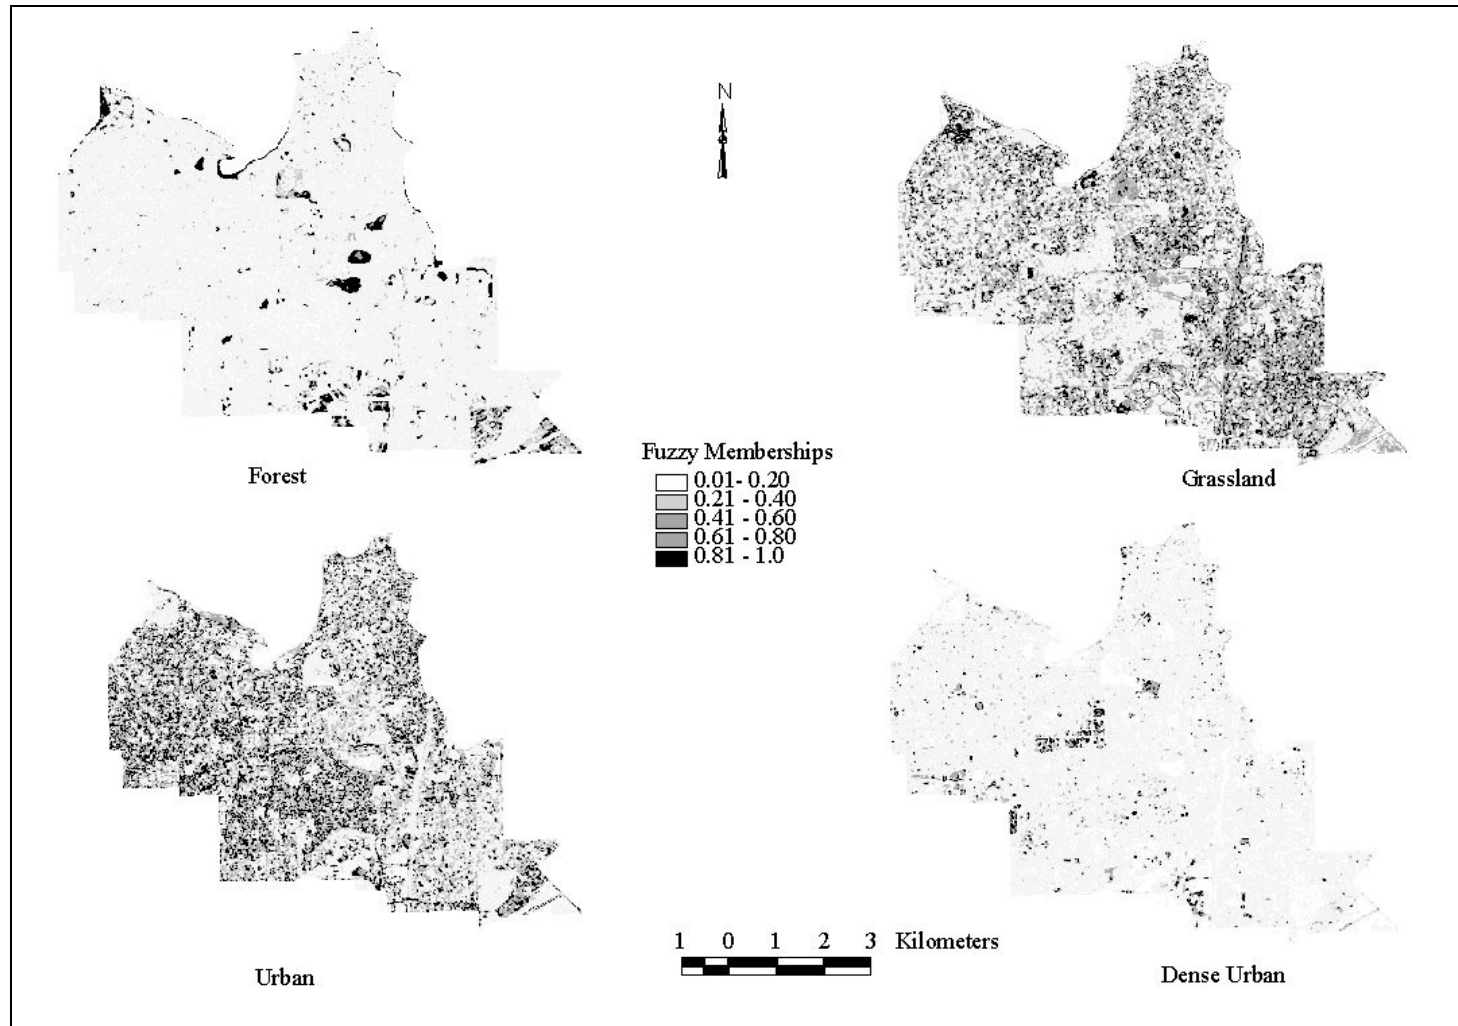 N
Forest
Grassland
Fuzzy Memberships
0.01- 0.20
0.21 - 0.40
0.41 - 0.60
0.61 - 0.80
0.81 - 1.0
1 0 1 2 3 Kilometers
Urban
Dense Urban